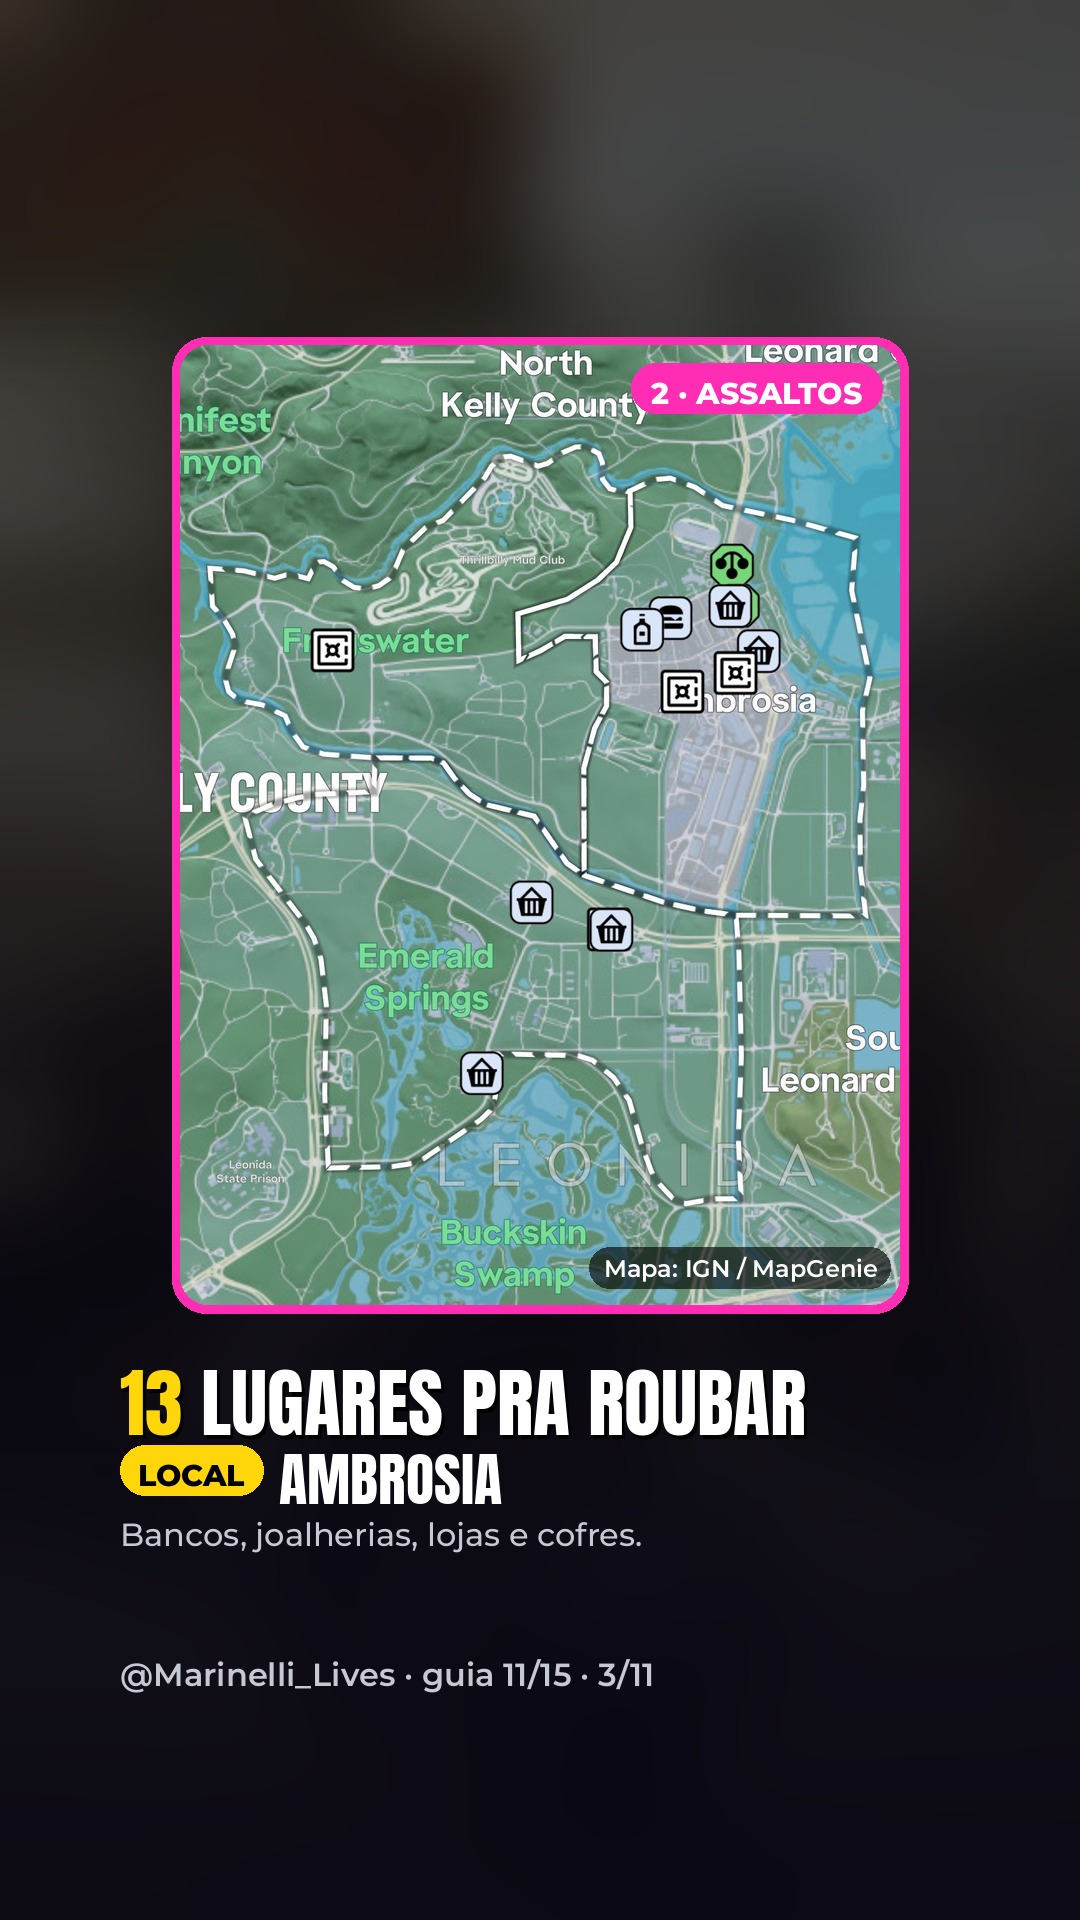 North
Kelly County
Leonard
2 · ASSALTOS
nifest
nyon
Thrillbilly Mud Club
swater
brosia
LY COUNTY
Emerald
Springs
Sou
Leonard
Leonida
State Prison
LEONIDA
Buckskin
Swamp
Mapa: IGN / MapGenie
13 LUGARES PRA ROUBAR
LOCAL AMBROSIA
Bancos, joalherias, lojas e cofres.
@Marinelli_Lives · guia 11/15 · 3/11